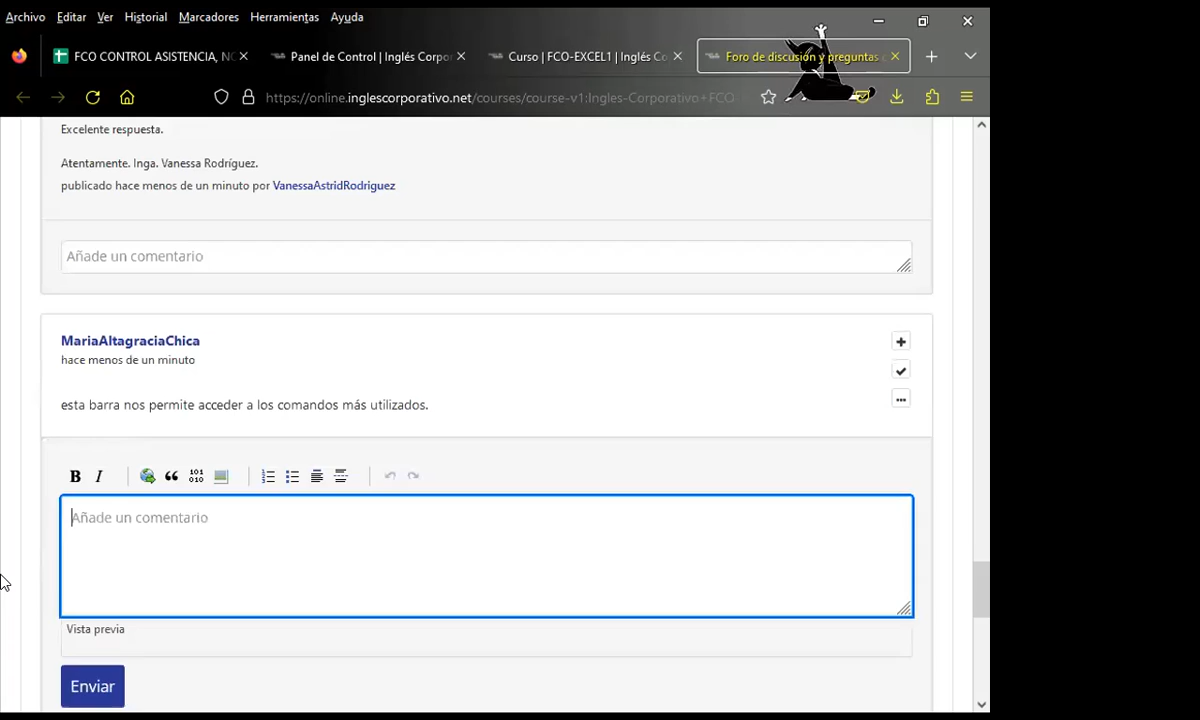 Archivo Editar Ver Historial Marcadores Herramientas Ayuda
FCO CONTROL ASISTENCIA, NO
Panel de Control | Inglés Corpor
Curso | FCO-EXCEL1 | Inglés Co
Foro de discusión y preguntas
https://online.inglescorporativo.net/courses/course-v1:Ingles-Corporativo+FCO
Excelente respuesta.
Atentamente. Inga. Vanessa Rodríguez.
publicado hace menos de un minuto por VanessaAstridRodriguez
Añade un comentario
MariaAltagraciaChica
hace menos de un minuto
esta barra nos permite acceder a los comandos más utilizados.
B I
101
010
Añade un comentario
Vista previa
Enviar